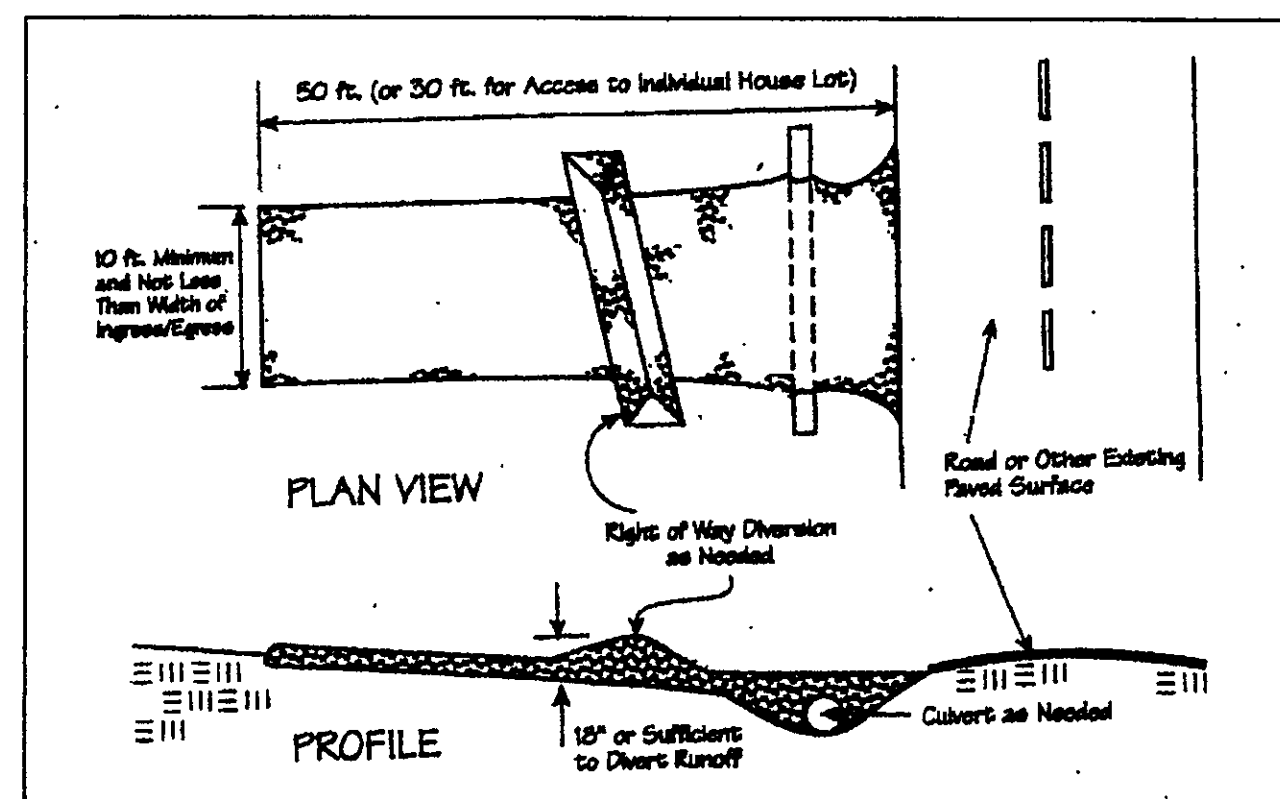 50 ft. (or 30 ft. for Access to Individual House Lot)
10 ft. Minimum
and Not Less
Than Width of
Ingress/Egress
PLAN VIEW
Road or Other Existing
Paved Surface
Right of Way Diversion
as Needed
Culvert as Needed
PROFILE
18" or Sufficient
to Divert Runoff